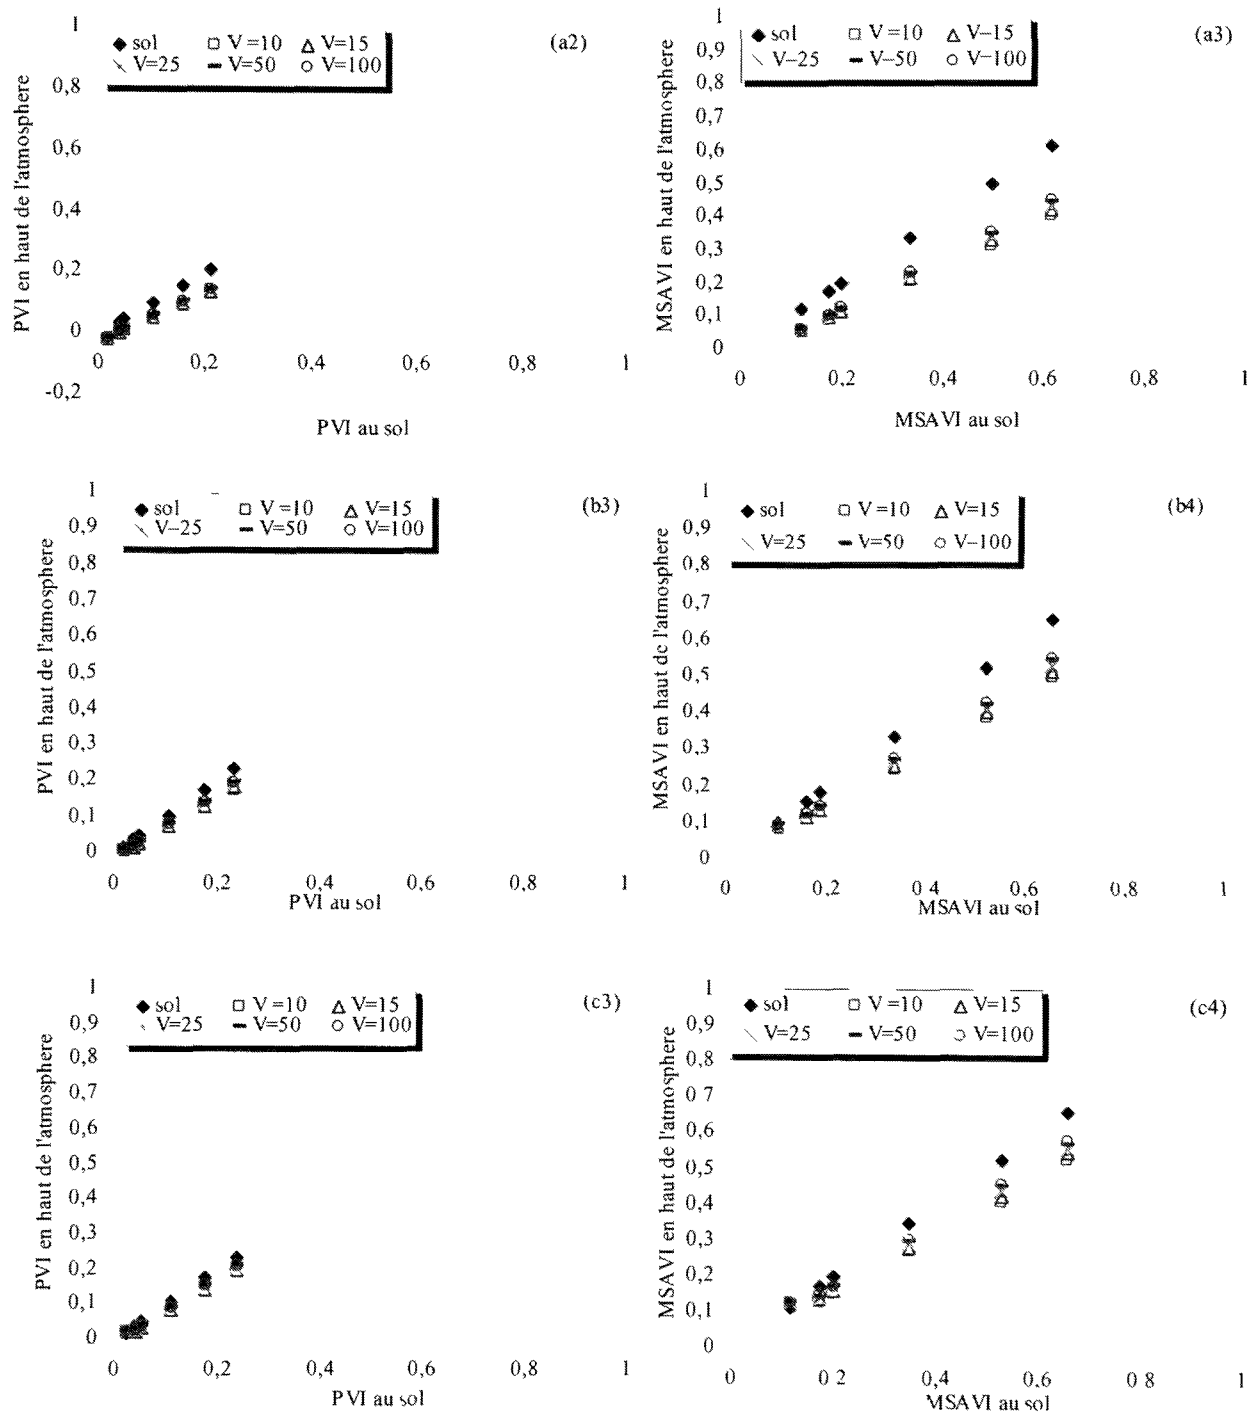 (a2)
sol V=10 V=15
V=25 V=50 V=100
PVI en haut de l'atmosphere
1
0,8
0,6
0,4
0,2
0
-0,2
0 0,2 0,4 0,6 0,8 1
PVI au sol
(a3)
sol V=10 V–15
V–25 V–50 V–100
MSAVI en haut de l'atmosphere
1
0,9
0,8
0,7
0,6
0,5
0,4
0,3
0,2
0,1
0
0 0,2 0,4 0,6 0,8 1
MSAVI au sol
(b3)
sol V=10 V=15
V–25 V=50 V=100
PVI en haut de l'atmosphere
1
0,9
0,8
0,7
0,6
0,5
0,4
0,3
0,2
0,1
0
0 0,2 0,4 0,6 0,8 1
PVI au sol
(b4)
sol V=10 V=15
V=25 V=50 V–100
MSAVI en haut de l'atmosphere
1
0,9
0,8
0,7
0,6
0,5
0,4
0,3
0,2
0,1
0
0 0,2 0 4 0,6 0,8 1
MSAVI au sol
(c3)
sol V=10 V=15
V=25 V=50 V=100
PVI en haut de l'atmosphere
1
0,9
0,8
0,7
0,6
0,5
0,4
0,3
0,2
0,1
0
0 0,2 0,4 0,6 0,8 1
PVI au sol
(c4)
sol V=10 V=15
V=25 V=50 V=100
MSAVI en haut de l'atmosphere
1
0,9
0,8
0 7
0,6
0,5
0,4
0,3
0,2
0,1
0
0 0 2 0,4 0,6 0 8 1
MSAVI au sol